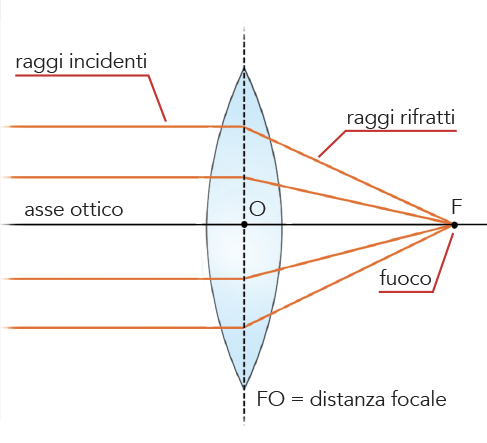 raggi incidenti
raggi rifratti
asse ottico
O
F
fuoco
FO = distanza focale